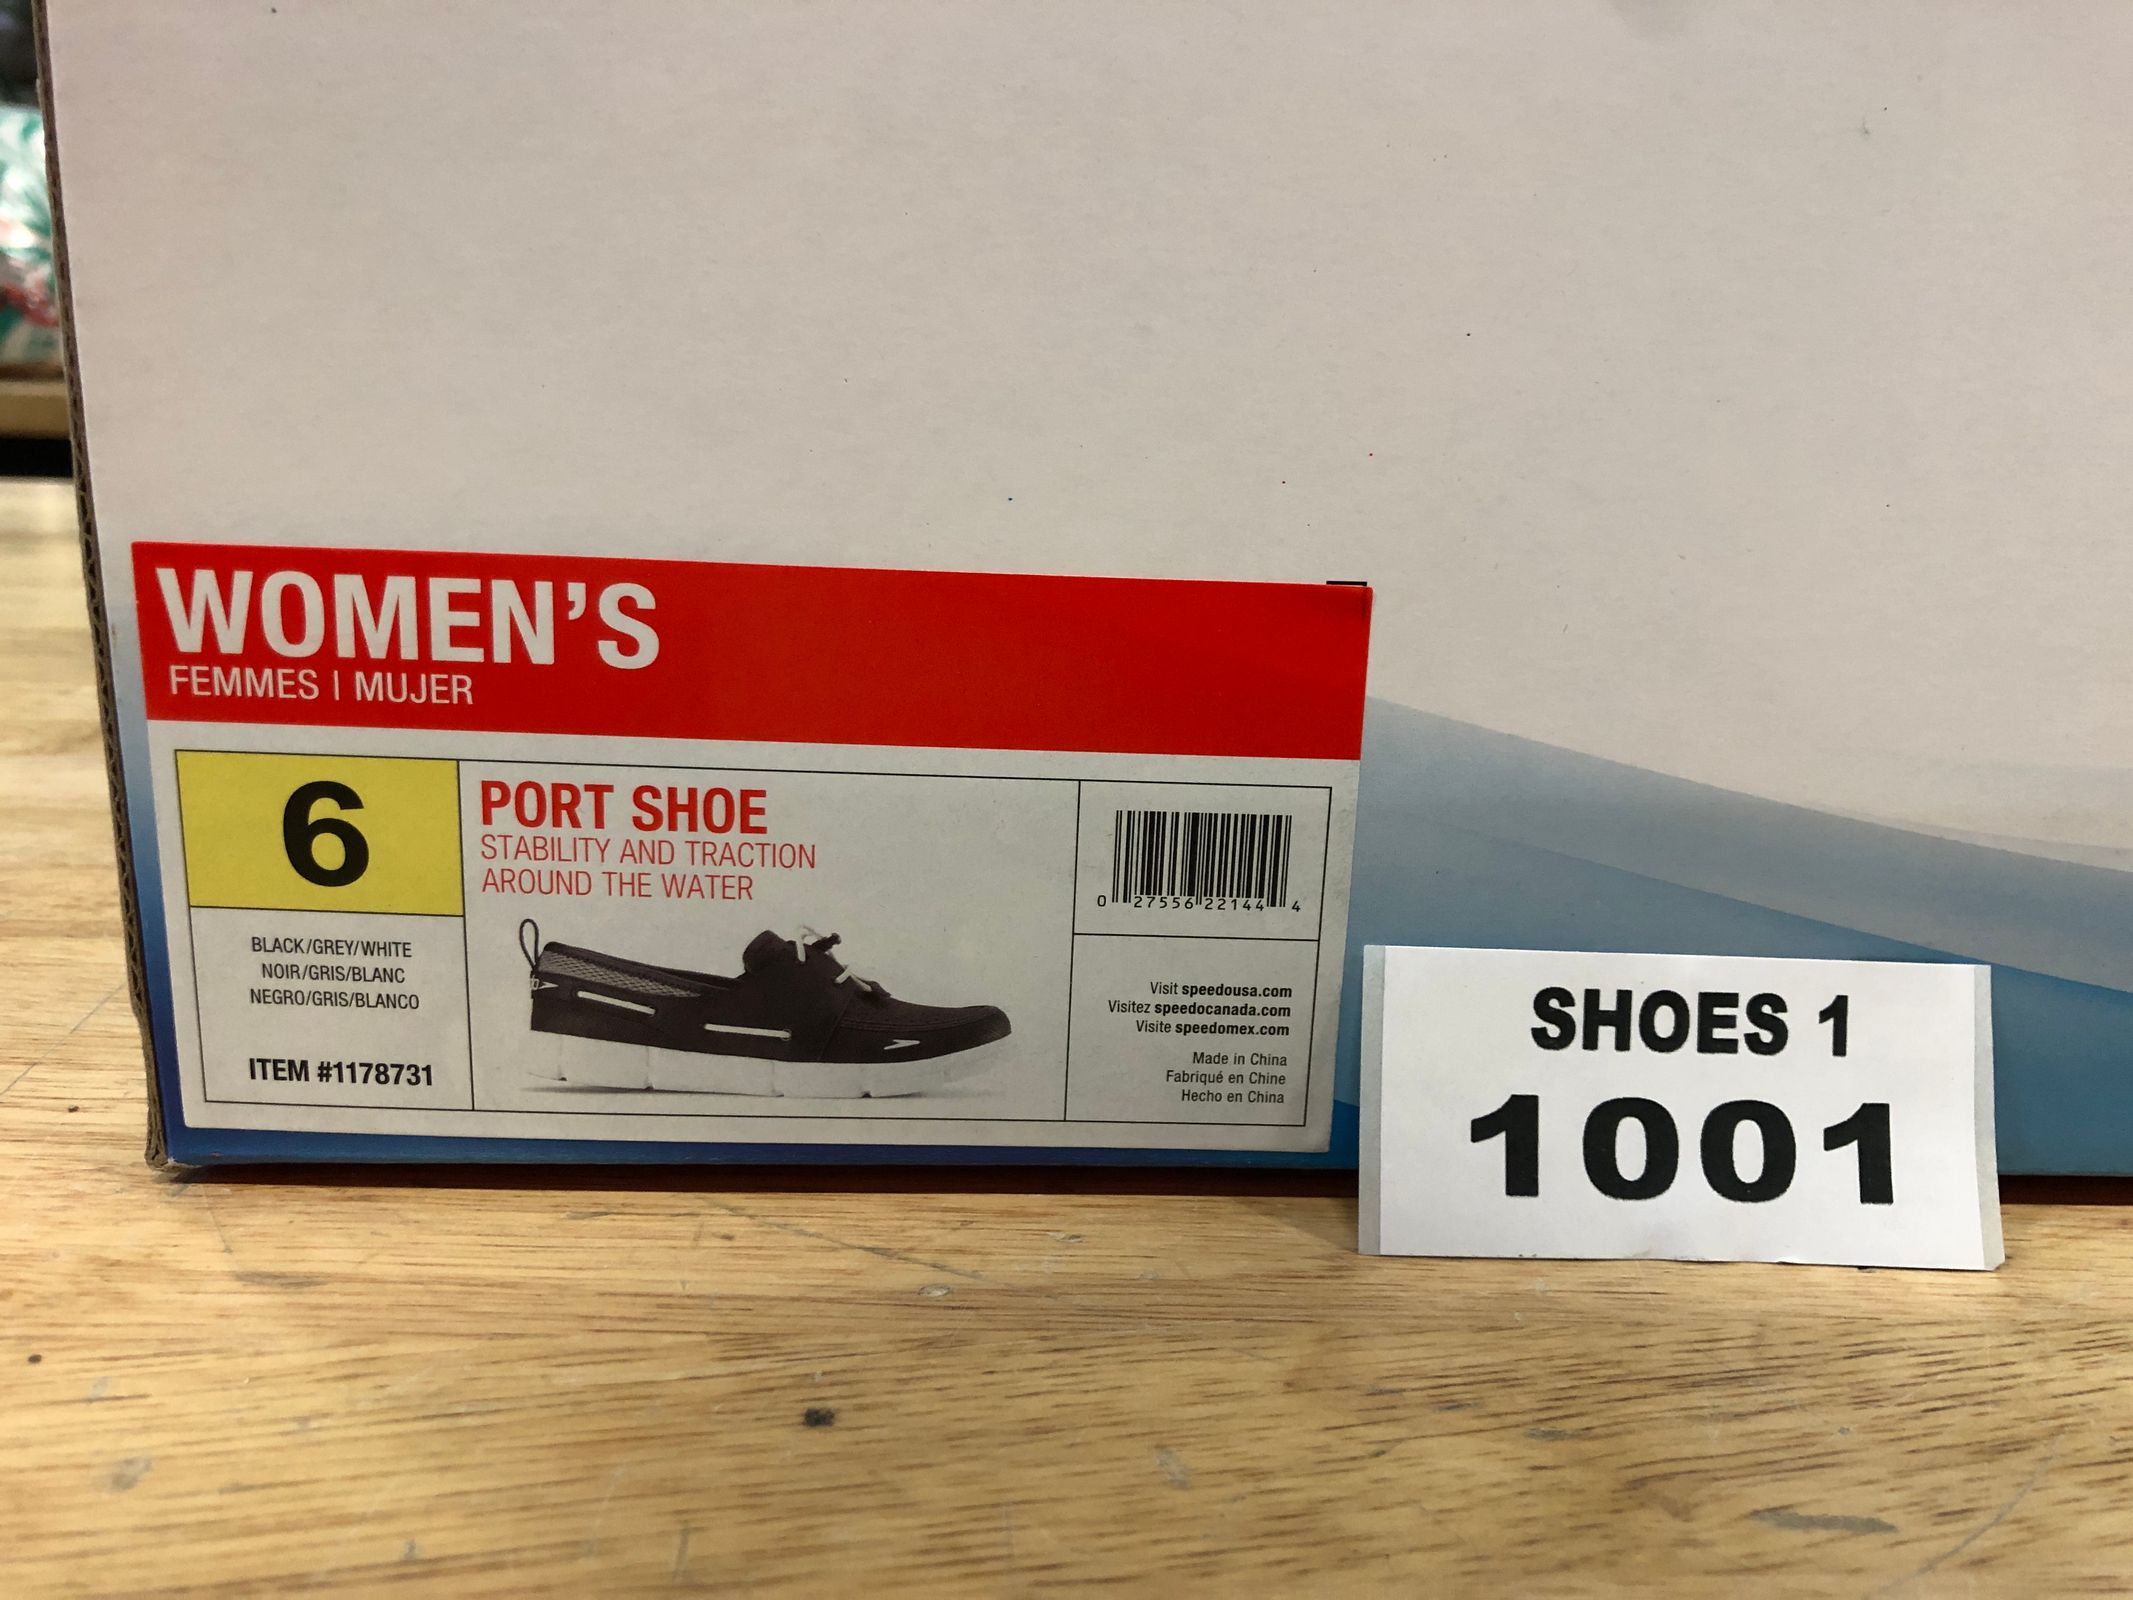 WOMEN'S
FEMMES | MUJER
6
BLACK/GREY/WHITE
NOIR/GRIS/BLANC
NEGRO/GRIS/BLANCO
ITEM #1178731
PORT SHOE
STABILITY AND TRACTION
AROUND THE WATER
0 27556 22144 4
Visit speedousa.com
Visitez speedocanada.com
Visite speedomex.com
Made in China
Fabriqué en Chine
Hecho en China
SHOES 1
1001